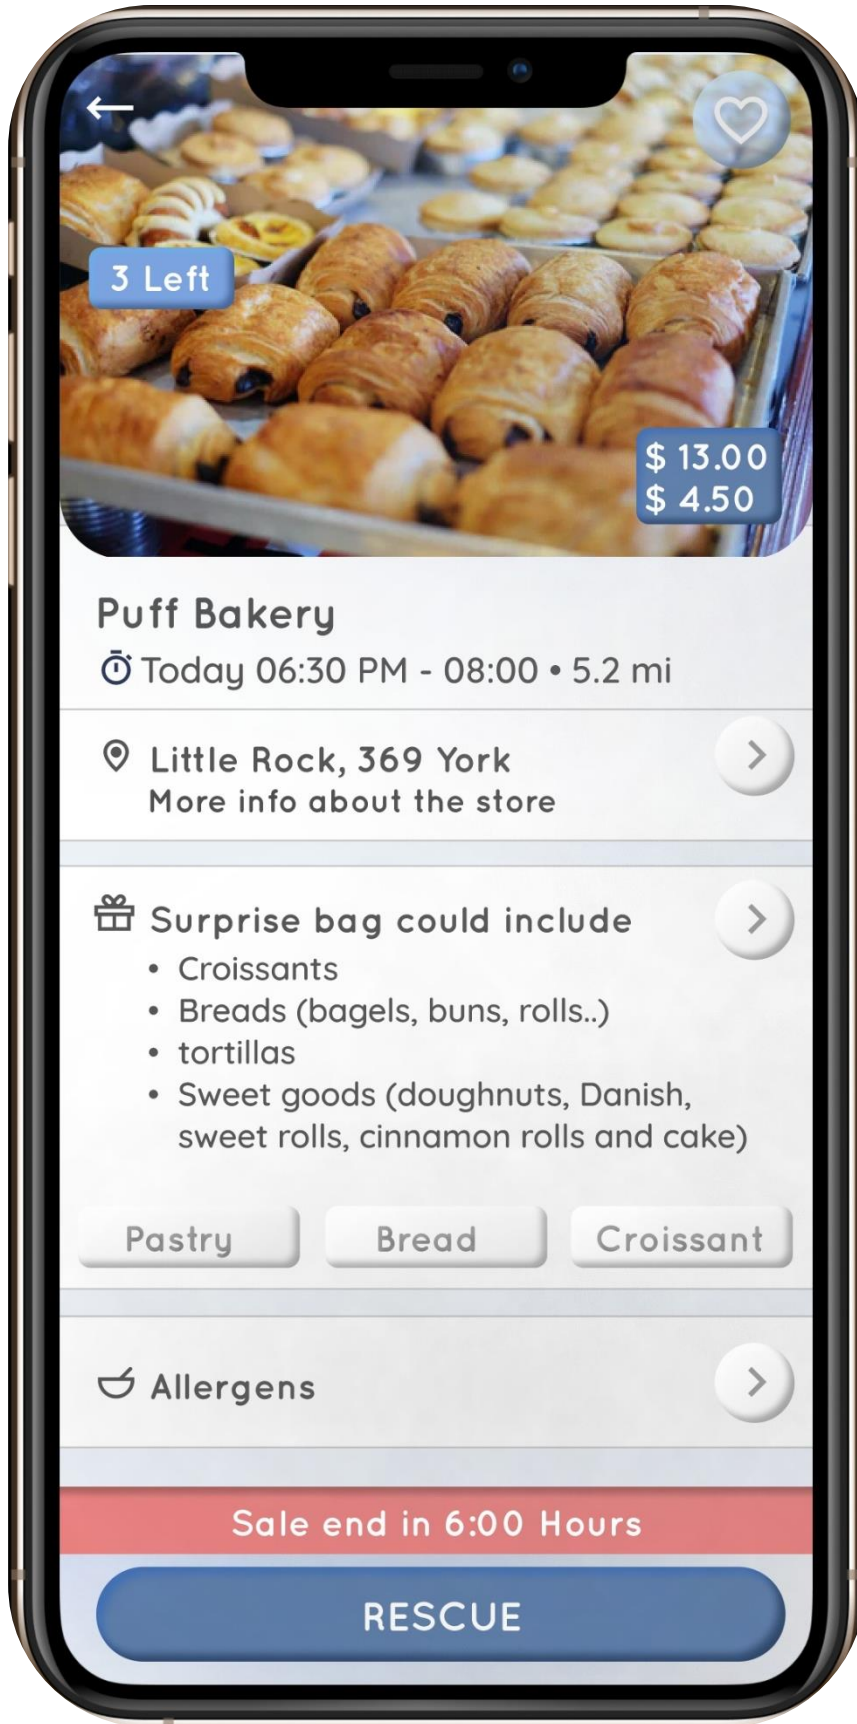 3 Left
$ 13.00
$ 4.50
Puff Bakery
Today 06:30 PM - 08:00 • 5.2 mi
Little Rock, 369 York
More info about the store
Surprise bag could include
• Croissants
• Breads (bagels, buns, rolls..)
• tortillas
• Sweet goods (doughnuts, Danish,
sweet rolls, cinnamon rolls and cake)
Pastry
Bread
Croissant
Allergens
Sale end in 6:00 Hours
RESCUE